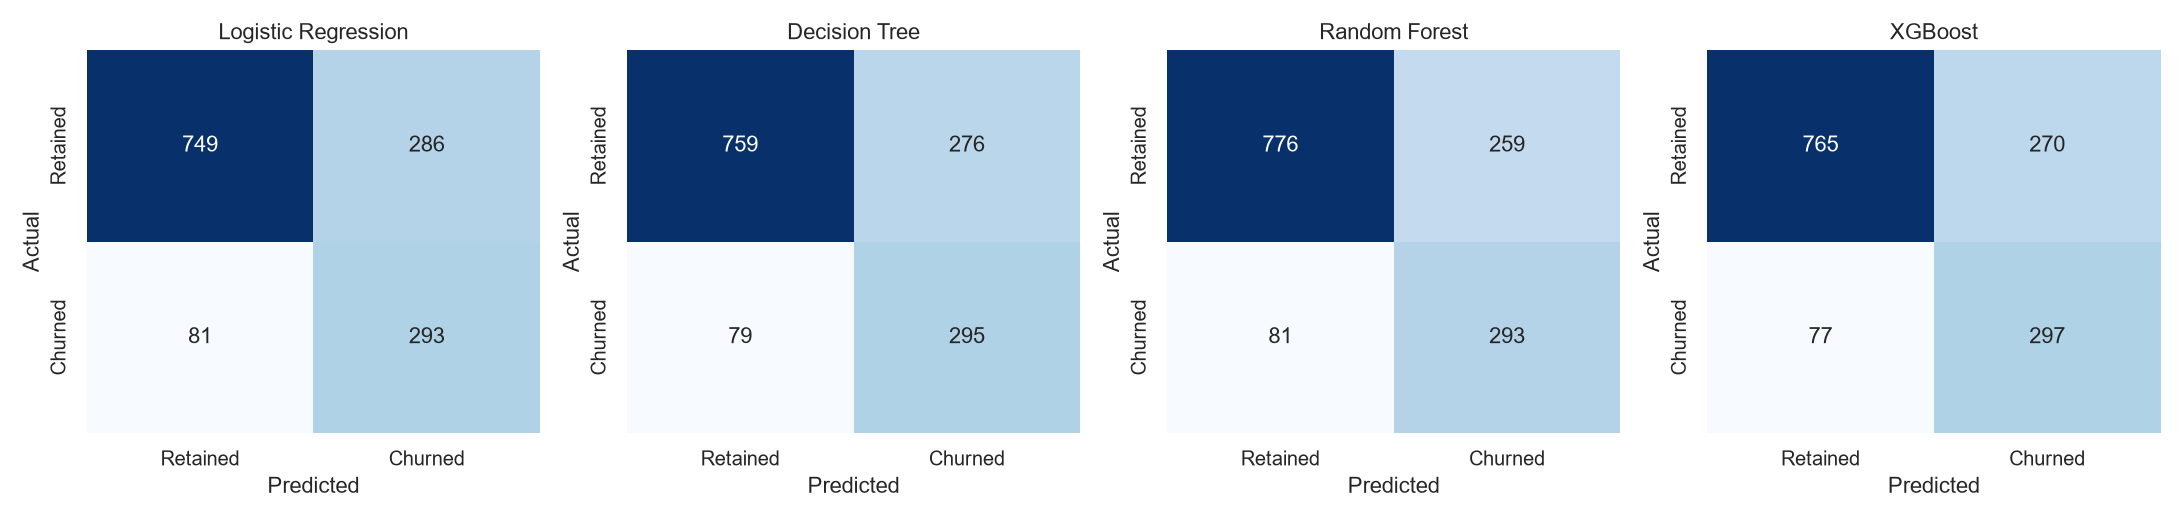 Logistic Regression
Actual
Retained
749 286
Churned
81 293
Retained Churned
Predicted
Decision Tree
Actual
Retained
759 276
Churned
79 295
Retained Churned
Predicted
Random Forest
Actual
Retained
776 259
Churned
81 293
Retained Churned
Predicted
XGBoost
Actual
Retained
765 270
Churned
77 297
Retained Churned
Predicted